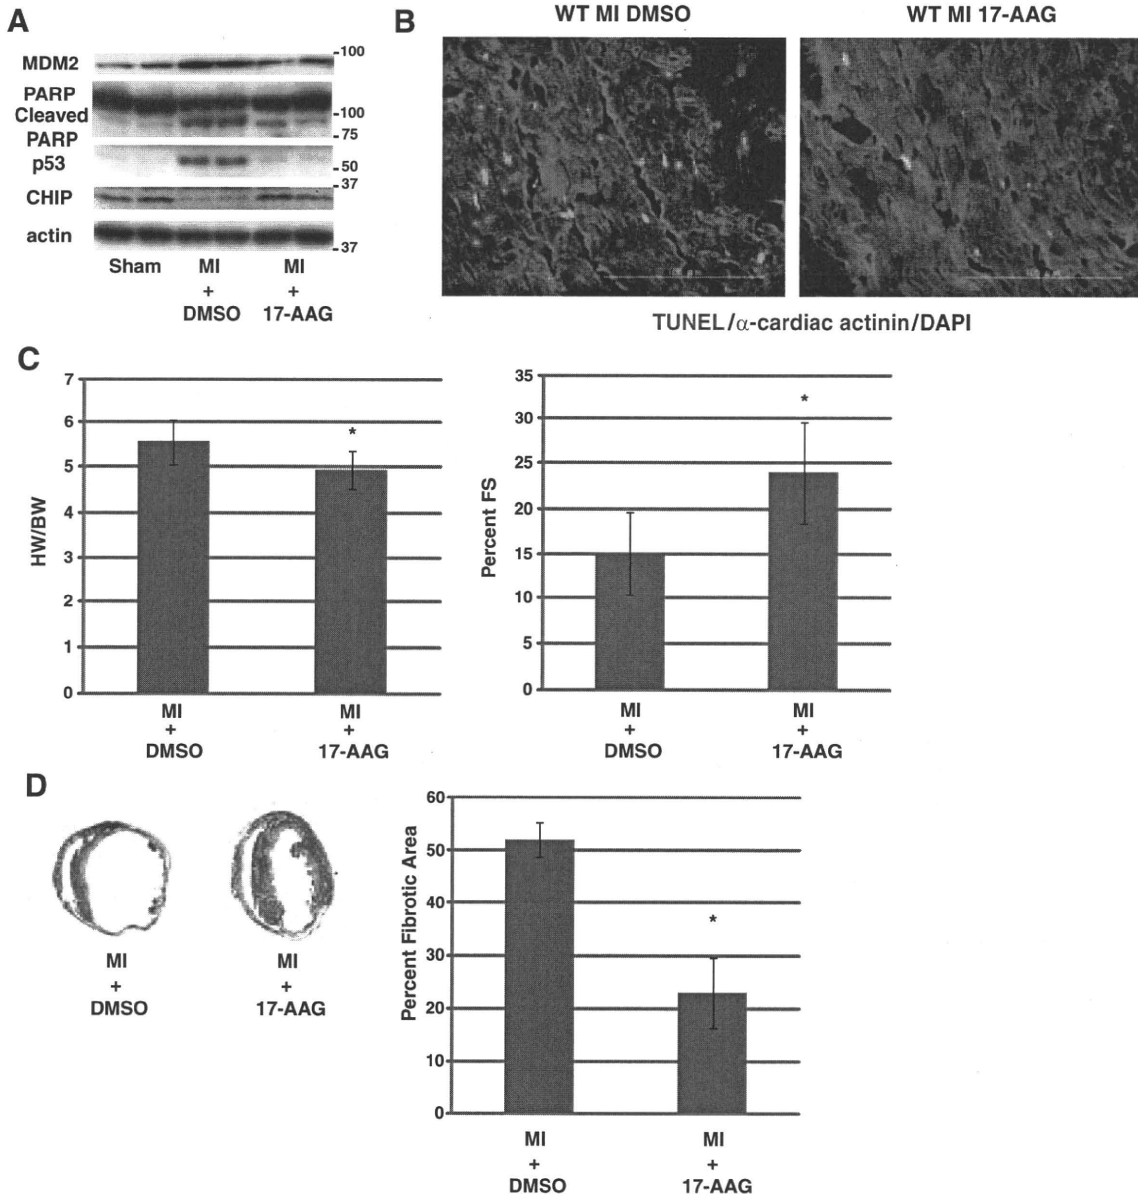 A
MDM2
PARP
Cleaved
PARP
p53
CHIP
actin
-100
-100
-75
-50
-37
-37
Sham
MI
+
DMSO
MI
+
17-AAG
B
WT MI DMSO
WT MI 17-AAG
TUNEL/α-cardiac actinin/DAPI
C
HW/BW
7
6
5
4
3
2
1
0
MI
+
DMSO
MI
+
17-AAG
*
Percent FS
35
30
25
20
15
10
5
0
MI
+
DMSO
MI
+
17-AAG
*
D
MI
+
DMSO
MI
+
17-AAG
Percent Fibrotic Area
60
50
40
30
20
10
0
*
MI
+
DMSO
MI
+
17-AAG